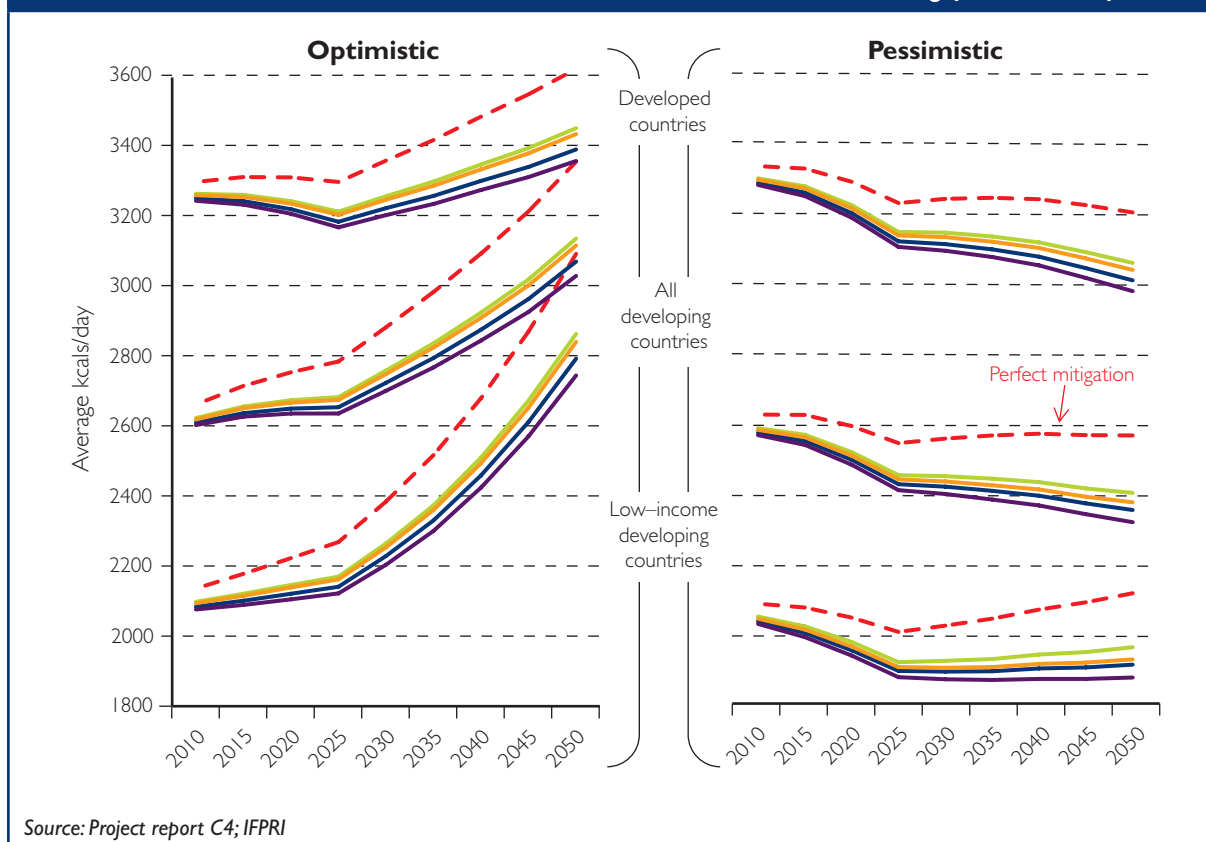 Optimistic
Pessimistic
3600
3400
3200
3000
2800
2600
2400
2200
2000
1800
Average kcals/day
Developed
countries
All
developing
countries
Low–income
developing
countries
Perfect mitigation
2010
2015
2020
2025
2030
2035
2040
2045
2050
2010
2015
2020
2025
2030
2035
2040
2045
2050
Source: Project report C4; IFPRI